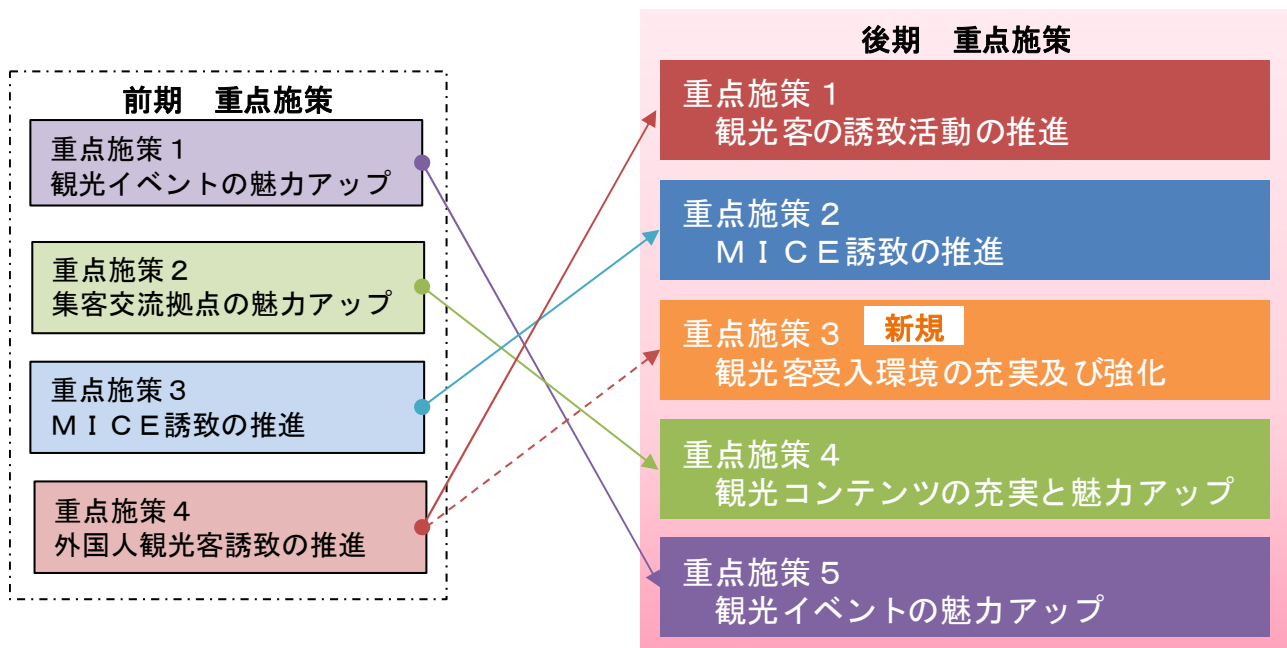 前期　重点施策
重点施策１
観光イベントの魅力アップ
重点施策２
集客交流拠点の魅力アップ
重点施策３
ＭＩＣＥ誘致の推進
重点施策４
外国人観光客誘致の推進
後期　重点施策
重点施策１
観光客の誘致活動の推進
重点施策２
ＭＩＣＥ誘致の推進
重点施策３　新規
観光客受入環境の充実及び強化
重点施策４
観光コンテンツの充実と魅力アップ
重点施策５
観光イベントの魅力アップ